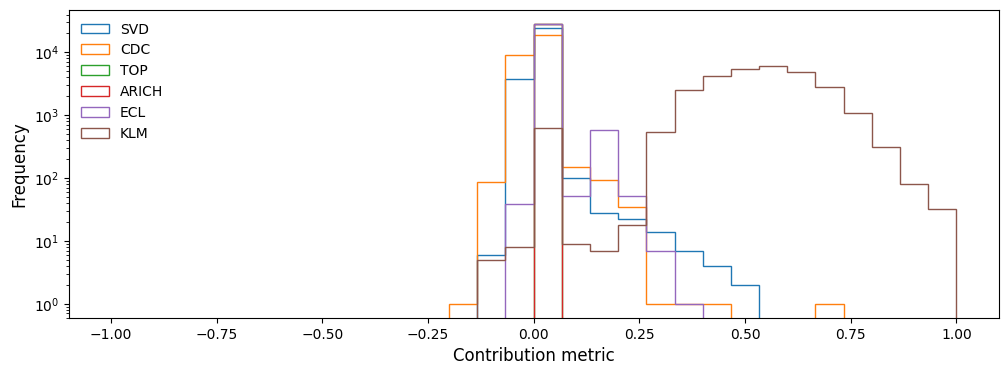 SVD
CDC
TOP
ARICH
ECL
KLM
Frequency
10⁴
10³
10²
10¹
10⁰
−1.00 −0.75 −0.50 −0.25 0.00 0.25 0.50 0.75 1.00
Contribution metric